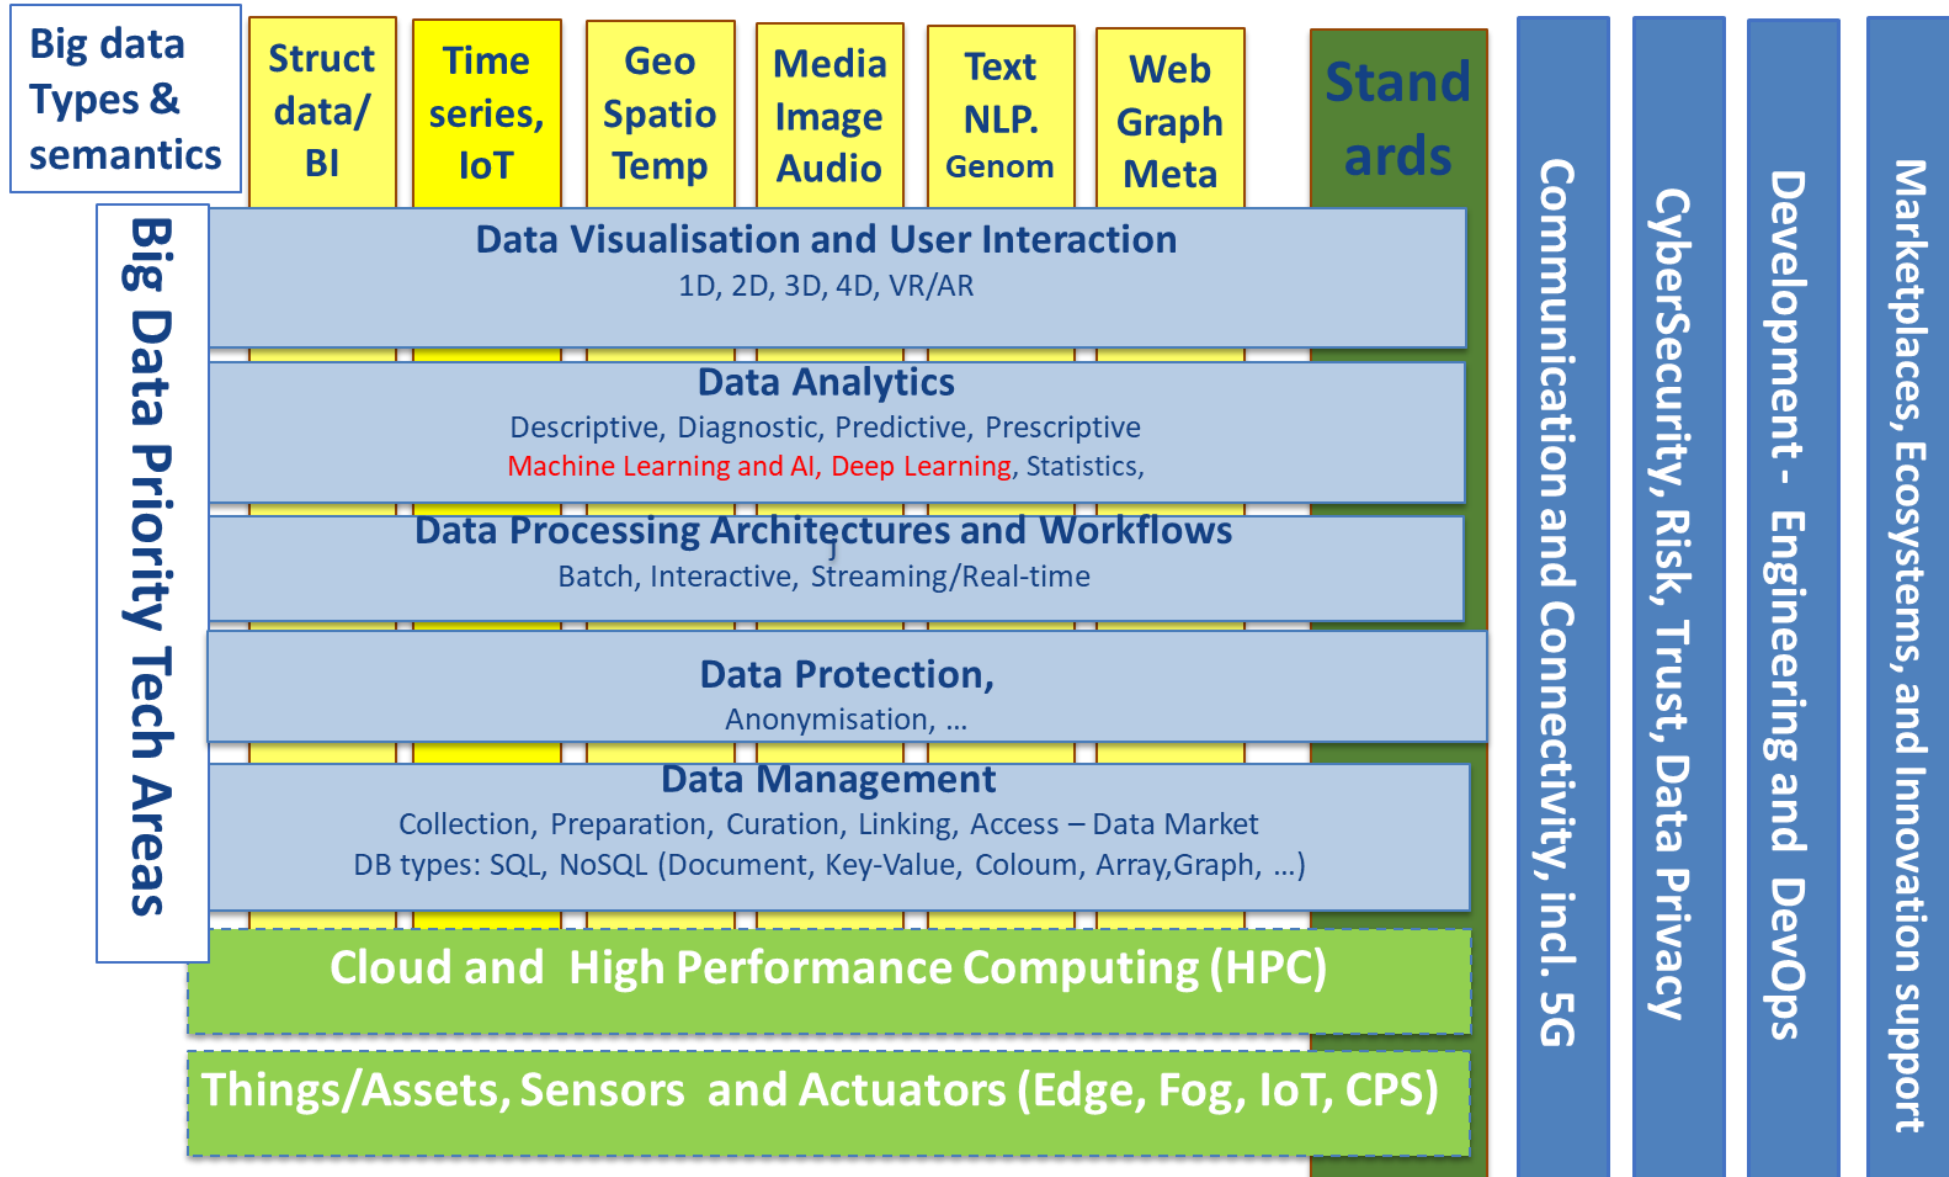 Big data
Types &
semantics
Struct
data/
BI
Time
series,
IoT
Geo
Spatio
Temp
Media
Image
Audio
Text
NLP.
Genom
Web
Graph
Meta
Stand
ards
Communication and Connectivity, incl. 5G
CyberSecurity, Risk, Trust, Data Privacy
Development - Engineering and DevOps
Marketplaces, Ecosystems, and Innovation support
Big Data Priority Tech Areas
Data Visualisation and User Interaction
1D, 2D, 3D, 4D, VR/AR
Data Analytics
Descriptive, Diagnostic, Predictive, Prescriptive
Machine Learning and AI, Deep Learning, Statistics,
Data Processing Architectures and Workflows
Batch, Interactive, Streaming/Real-time
Data Protection,
Anonymisation, ...
Data Management
Collection, Preparation, Curation, Linking, Access – Data Market
DB types: SQL, NoSQL (Document, Key-Value, Coloum, Array,Graph, ...)
Cloud and High Performance Computing (HPC)
Things/Assets, Sensors and Actuators (Edge, Fog, IoT, CPS)